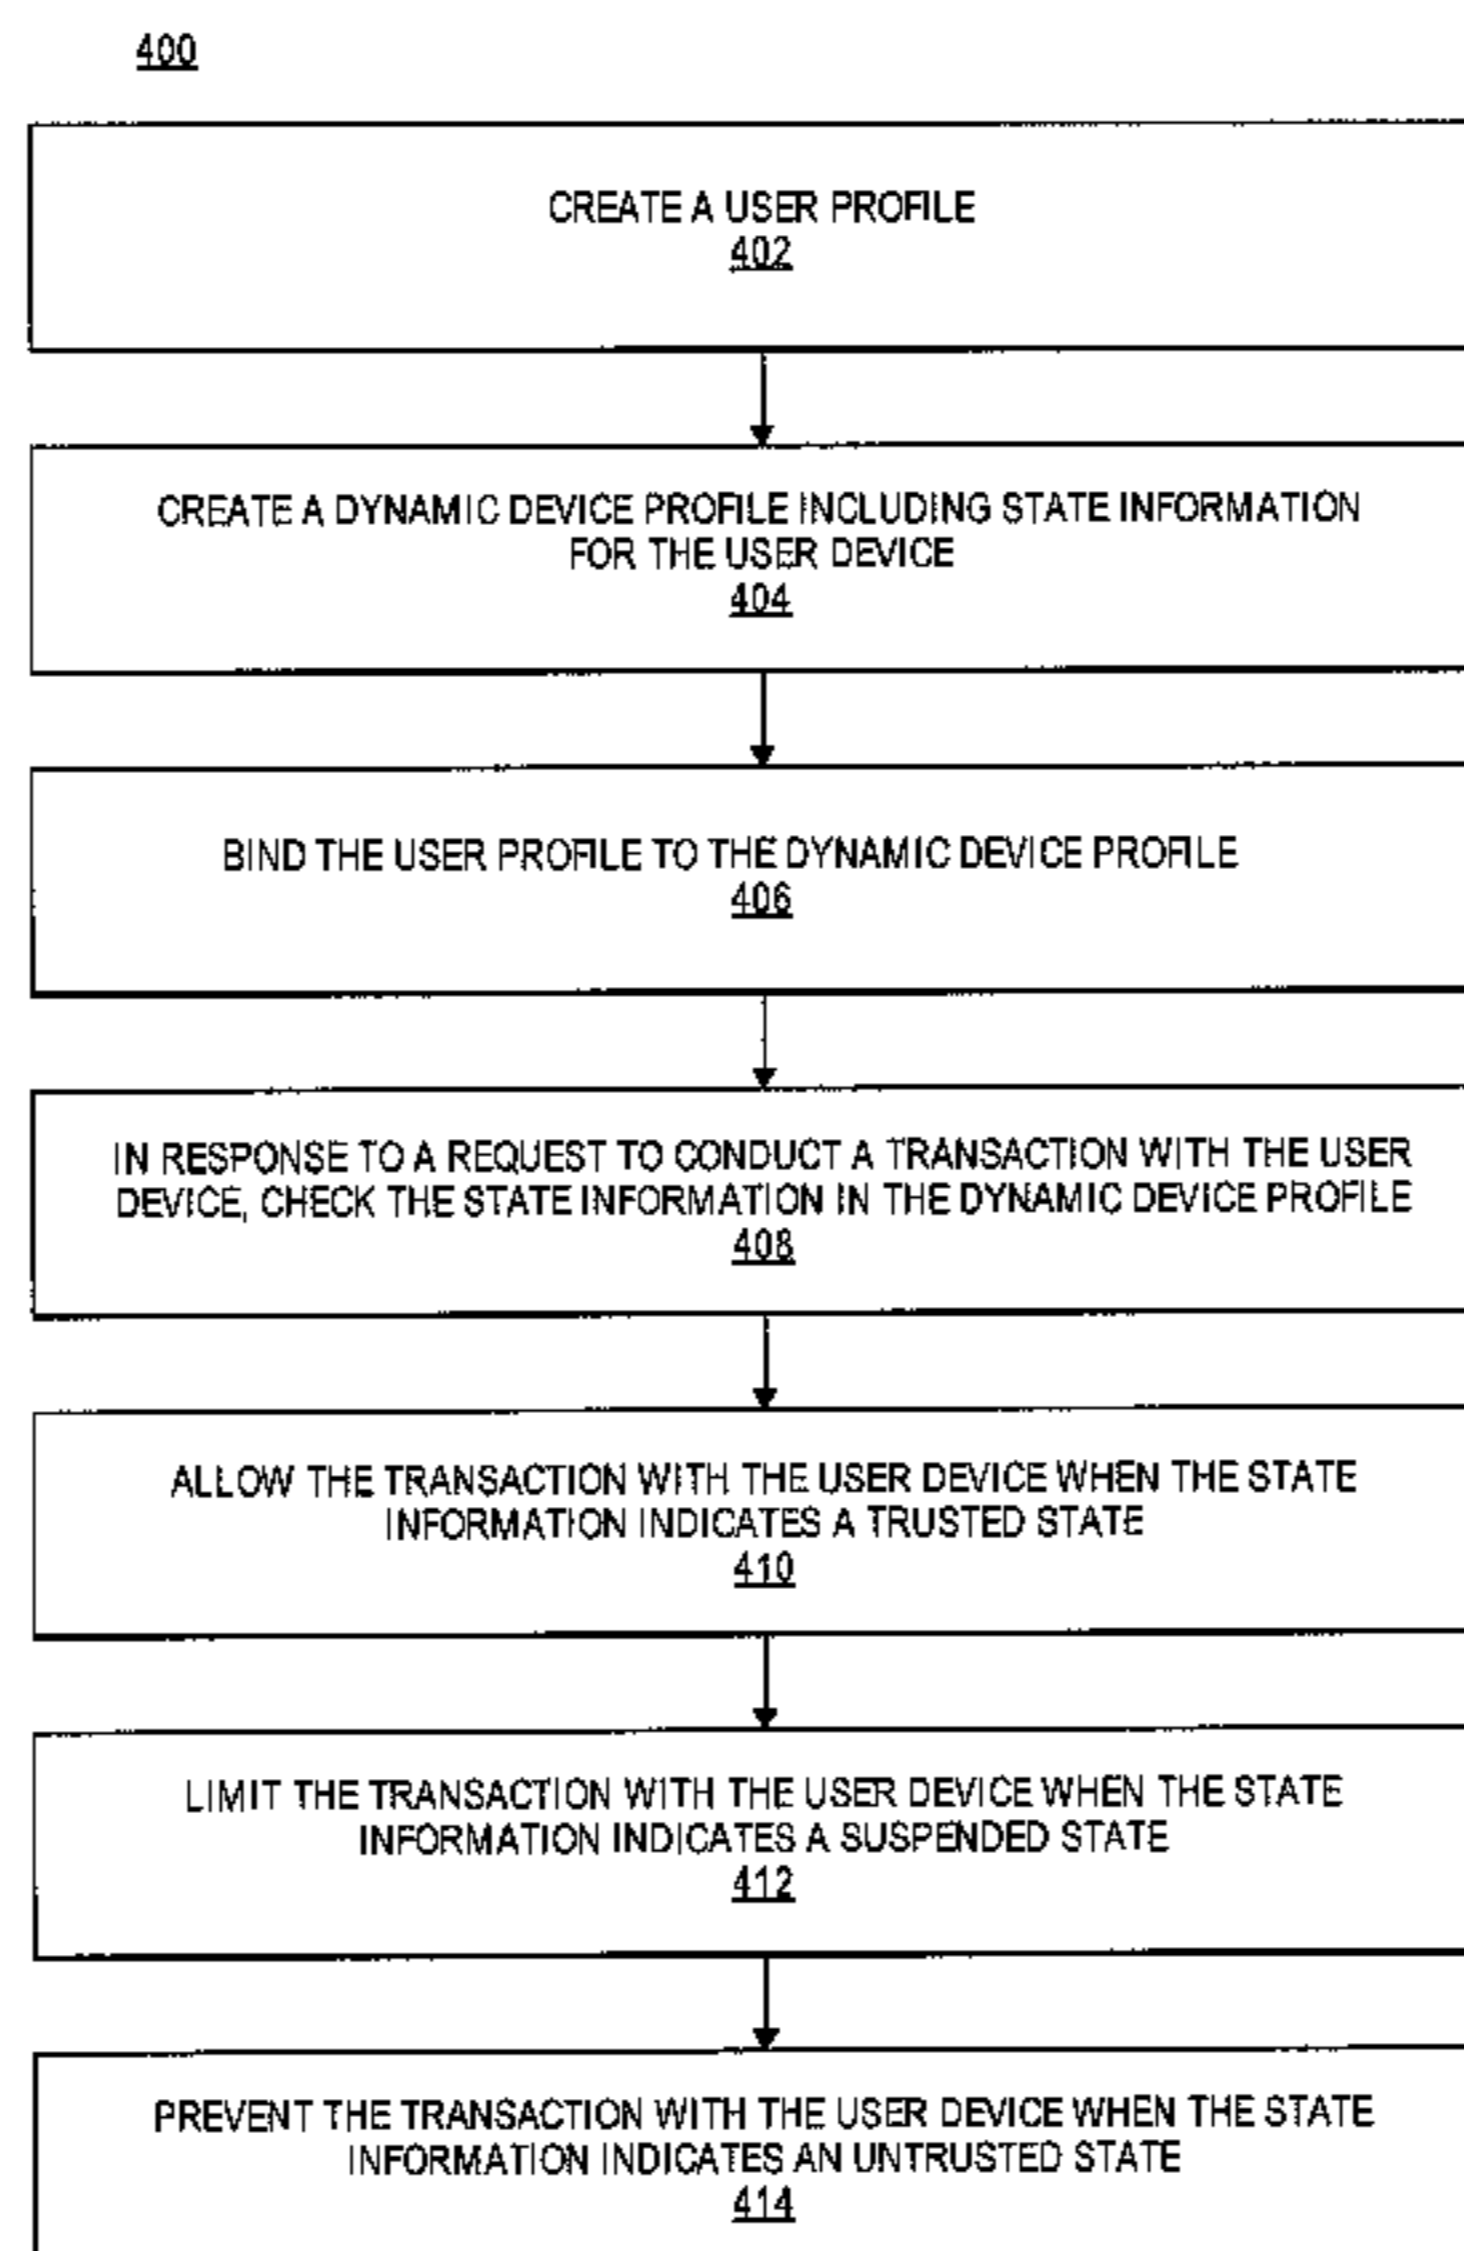 400
CREATE A USER PROFILE
402
CREATE A DYNAMIC DEVICE PROFILE INCLUDING STATE INFORMATION
FOR THE USER DEVICE
404
BIND THE USER PROFILE TO THE DYNAMIC DEVICE PROFILE
406
IN RESPONSE TO A REQUEST TO CONDUCT A TRANSACTION WITH THE USER
DEVICE, CHECK THE STATE INFORMATION IN THE DYNAMIC DEVICE PROFILE
408
ALLOW THE TRANSACTION WITH THE USER DEVICE WHEN THE STATE
INFORMATION INDICATES A TRUSTED STATE
410
LIMIT THE TRANSACTION WITH THE USER DEVICE WHEN THE STATE
INFORMATION INDICATES A SUSPENDED STATE
412
PREVENT THE TRANSACTION WITH THE USER DEVICE WHEN THE STATE
INFORMATION INDICATES AN UNTRUSTED STATE
414